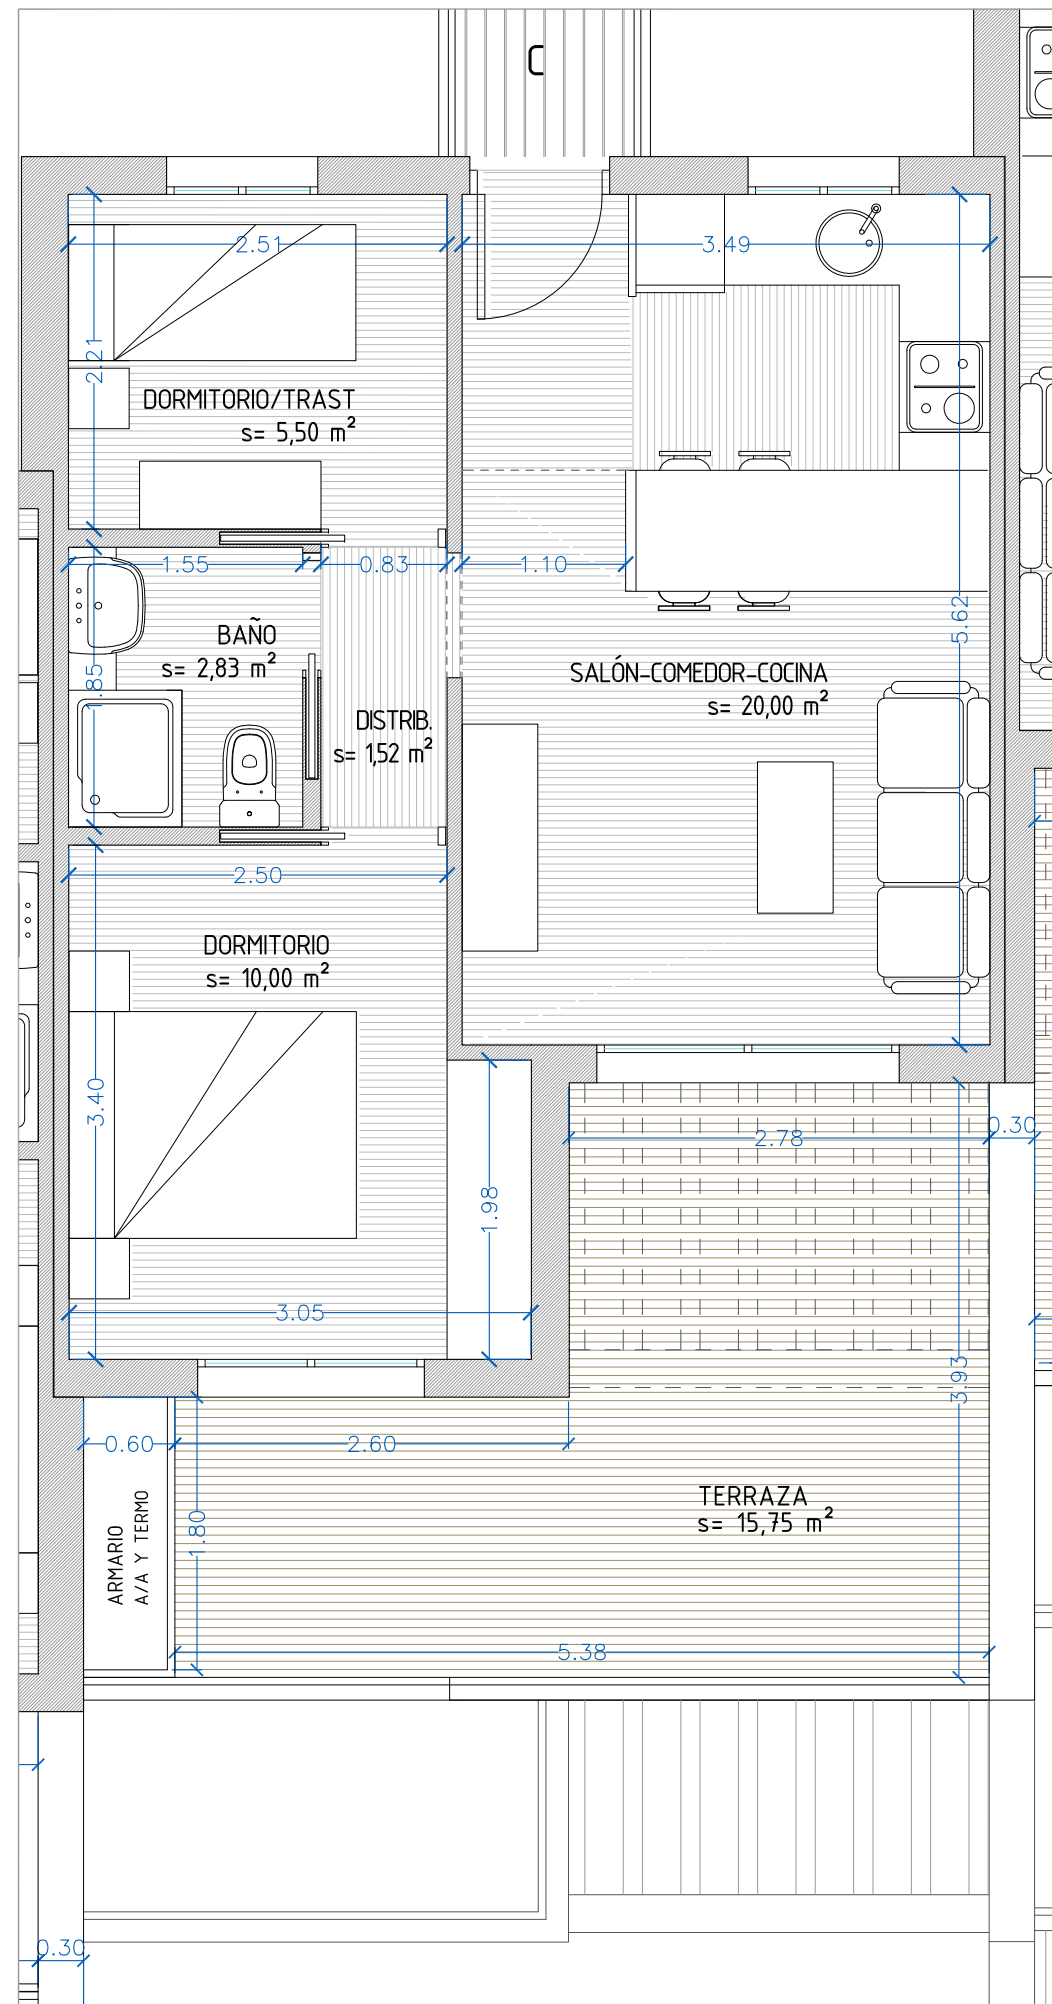 2.51
3.49
2.21
DORMITORIO/TRAST
s= 5,50 m²
1.55
0.83
1.10
5.62
BAÑO
s= 2,83 m²
SALÓN-COMEDOR-COCINA
s= 20,00 m²
.85
DISTRIB.
s= 1,52 m²
2.50
DORMITORIO
s= 10,00 m²
3.40
2.78
0.30
1.98
3.05
3.93
0.60
2.60
TERRAZA
s= 15,75 m²
1.80
ARMARIO
A/A Y TERMO
5.38
0.30